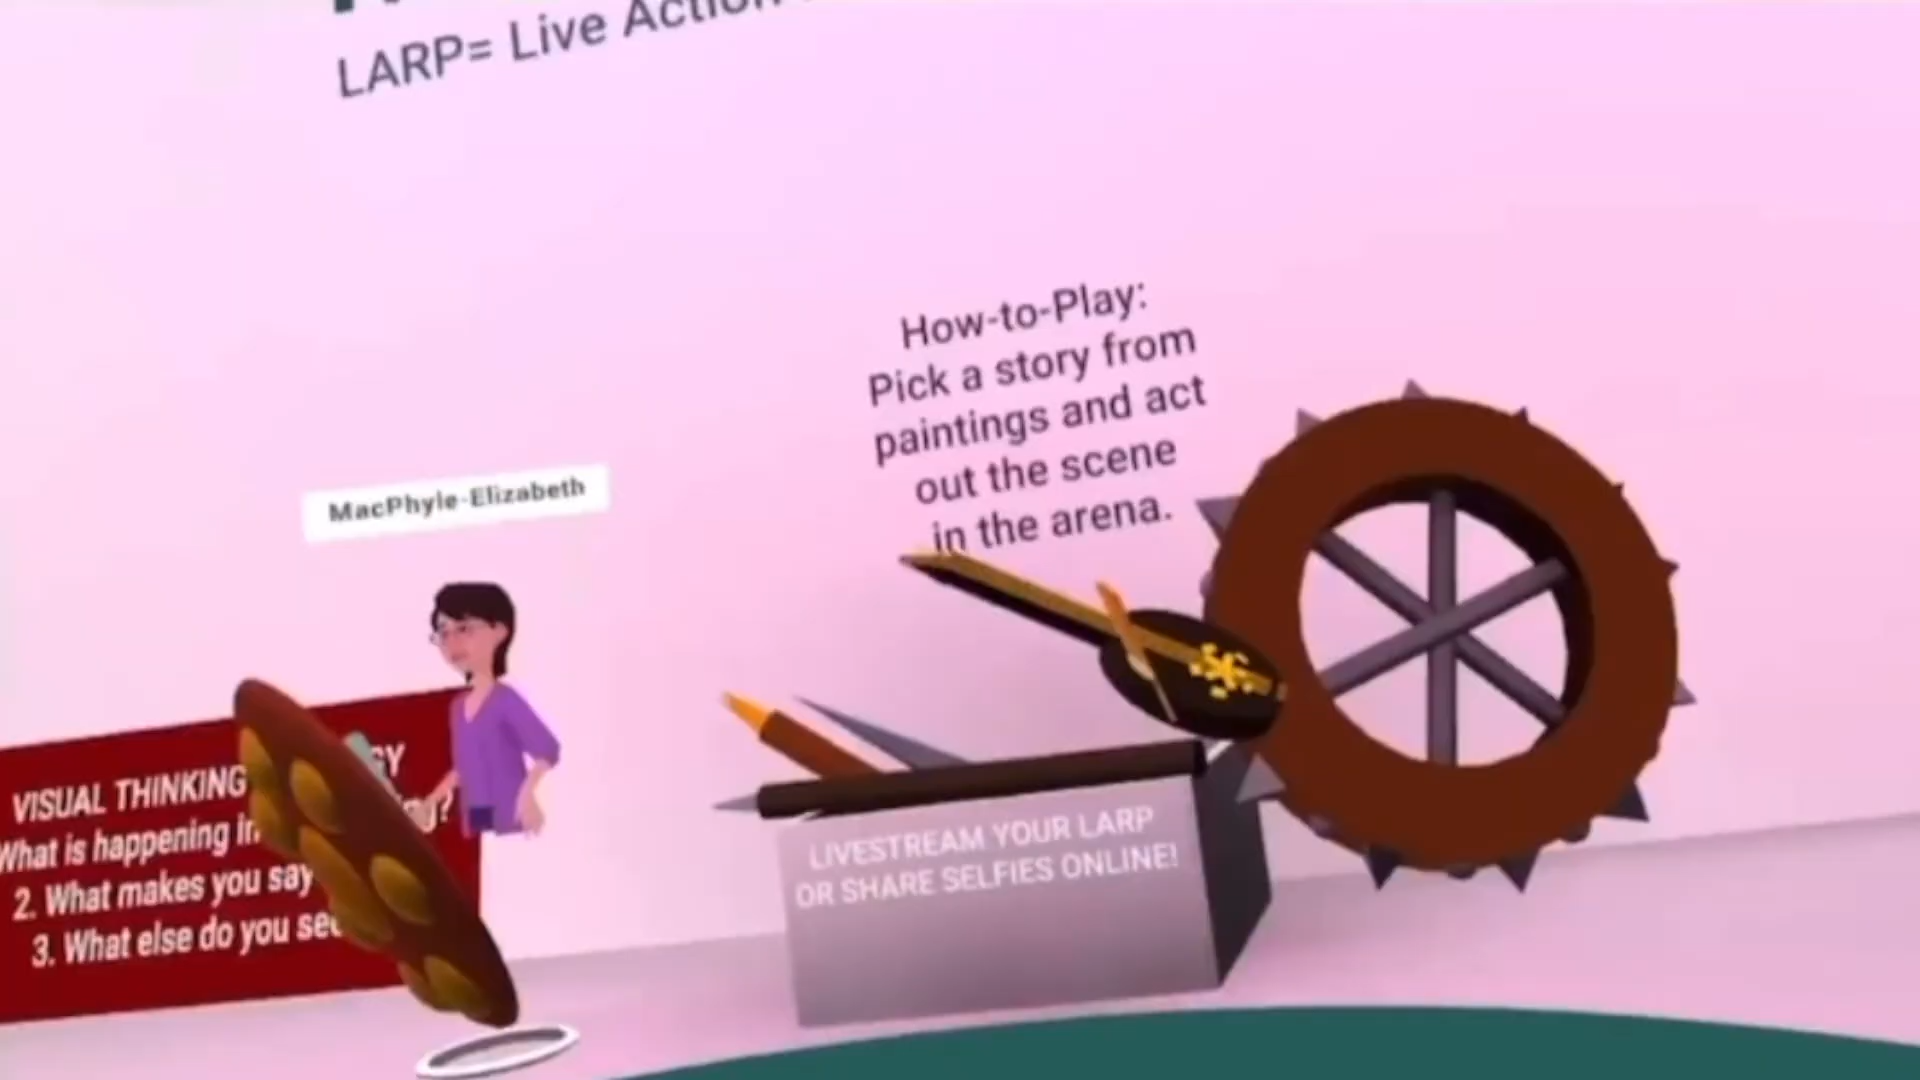 LARP= Live Action
How-to-Play:
Pick a story from
paintings and act
out the scene
in the arena.
MacPhyle-Elizabeth
VISUAL THINKING
What is happening in
2. What makes you say
3. What else do you see
LIVESTREAM YOUR LARP
OR SHARE SELFIES ONLINE!